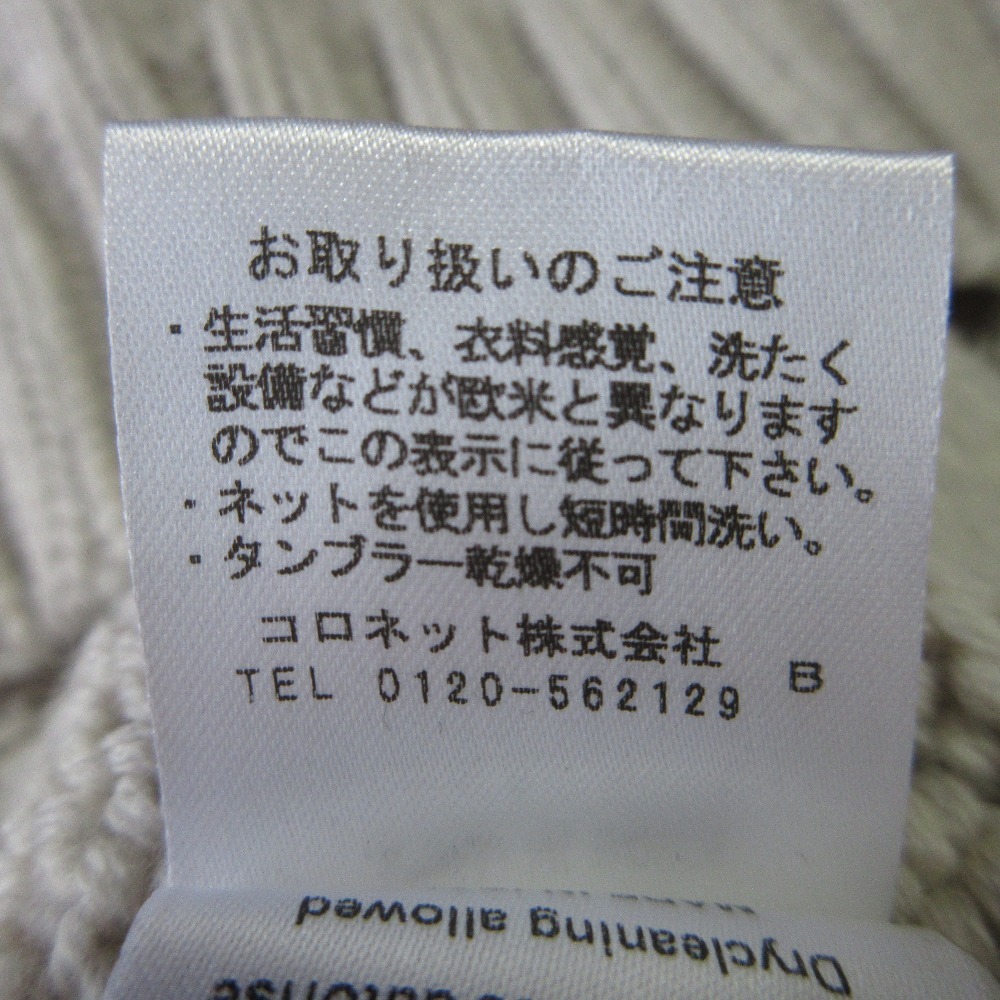 お取り扱いのご注意
・生活習慣、衣料感覚、洗たく
設備などが欧米と異なります
のでこの表示に従って下さい。
・ネットを使用し短時間洗い。
・タンブラー乾燥不可
コロネット株式会社
TEL 0120-562129 B
Drycleaning allowed